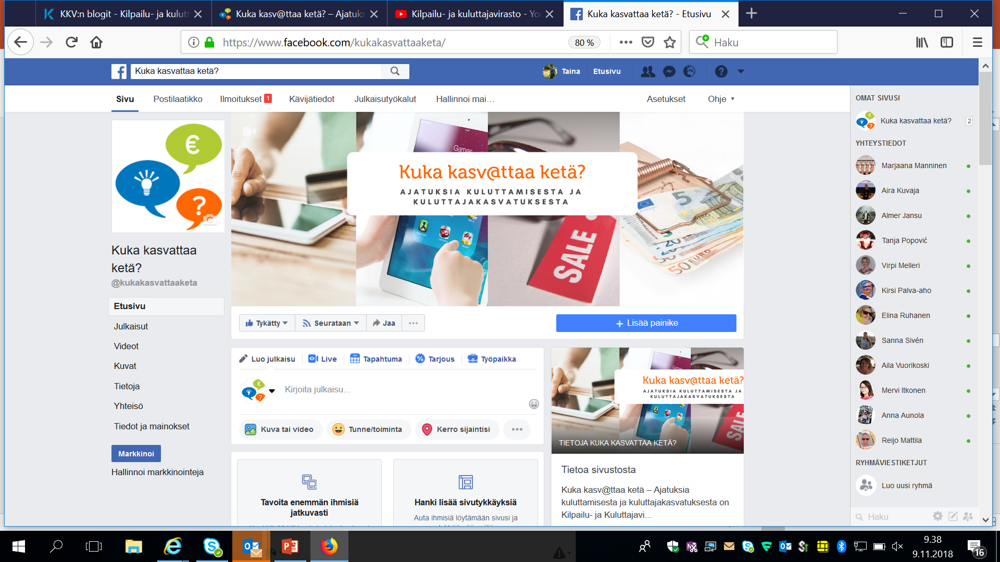 KKV:n blogit - Kilpailu- ja kulutt
Kuka kasv@ttaa ketä? – Ajatuks
Kilpailu- ja kuluttajavirasto - Yo
Kuka kasvattaa ketä? - Etusivu
https://www.facebook.com/kukakasvattaaketa/
80 %
Haku
Kuka kasvattaa ketä?
Taina
Etusivu
Sivu
Postilaatikko
Ilmoitukset 1
Kävijätiedot
Julkaisutyökalut
Hallinnoi mai…
Asetukset
Ohje
Kuka kasvattaa
ketä?
@kukakasvattaaketa
Etusivu
Julkaisut
Videot
Kuvat
Tietoja
Yhteisö
Tiedot ja mainokset
Markkinoi
Hallinnoi markkinointeja
Games
Kuka kasv@ttaa ketä?
AJATUKSIA KULUTTAMISESTA JA
KULUTTAJAKASVATUKSESTA
SALE
5
20
50 EURO
Tykätty
Seurataan
Jaa
Lisää painike
Luo julkaisu
Live
Tapahtuma
Tarjous
Työpaikka
Kirjoita julkaisu...
Kuva tai video
Tunne/toiminta
Kerro sijaintisi
Tavoita enemmän ihmisiä
jatkuvasti
Hanki lisää sivutykkäyksiä
Auta ihmisiä löytämään sivusi ja
Kuka kasv@ttaa ketä?
AJATUKSIA KULUTTAMISESTA JA
KULUTTAJAKASVATUKSESTA
SALE
TIETOJA KUKA KASVATTAA KETÄ?
Tietoa sivustosta
Kuka kasv@ttaa ketä – Ajatuksia
kuluttamisesta ja kuluttajakasvatuksesta on
Kilpailu- ja Kuluttajavi...
OMAT SIVUSI
Kuka kasvattaa ketä? 2
YHTEYSTIEDOT
Marjaana Manninen
Aira Kuvaja
Almer Jansu
Tanja Popović
Virpi Melleri
Kirsi Palva-aho
Elina Ruhanen
Sanna Sivén
Aila Vuorikoski
Mervi Itkonen
Anna Aunola
Reijo Mattila
RYHMÄVIESTIKETJUT
Luo uusi ryhmä
Haku
9.38
9.11.2018
16